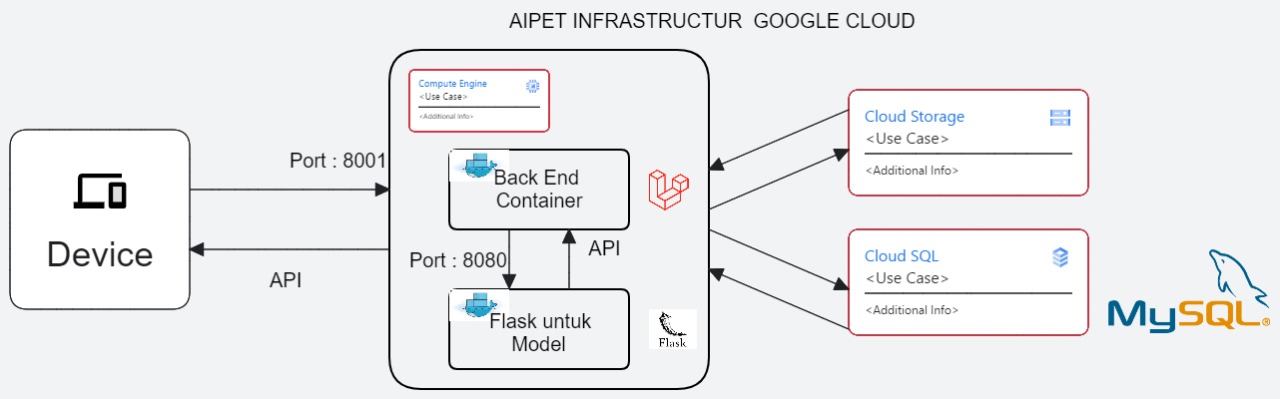 AIPET INFRASTRUCTUR  GOOGLE CLOUD
Compute Engine
<Use Case>
<Additional Info>
Device
Port : 8001
API
Back End
Container
Port : 8080
API
Flask untuk
Model
Flask
Cloud Storage
<Use Case>
<Additional Info>
Cloud SQL
<Use Case>
<Additional Info>
MySQL®